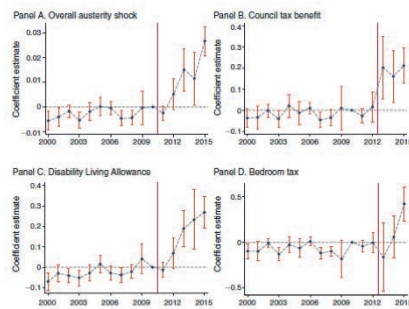 Panel A. Overall austerity shock
Coefficient estimate
0.03
0.02
0.01
0
−0.01
2000 2003 2006 2009 2012 2015
Panel B. Council tax benefit
Coefficient estimate
0.4
0.3
0.2
0.1
0
−0.1
2000 2003 2006 2009 2012 2015
Panel C. Disability Living Allowance
Coefficient estimate
0.4
0.3
0.2
0.1
0
−0.1
2000 2003 2006 2009 2012 2015
Panel D. Bedroom tax
Coefficient estimate
0.5
0
0.5
2000 2003 2006 2009 2012 2015